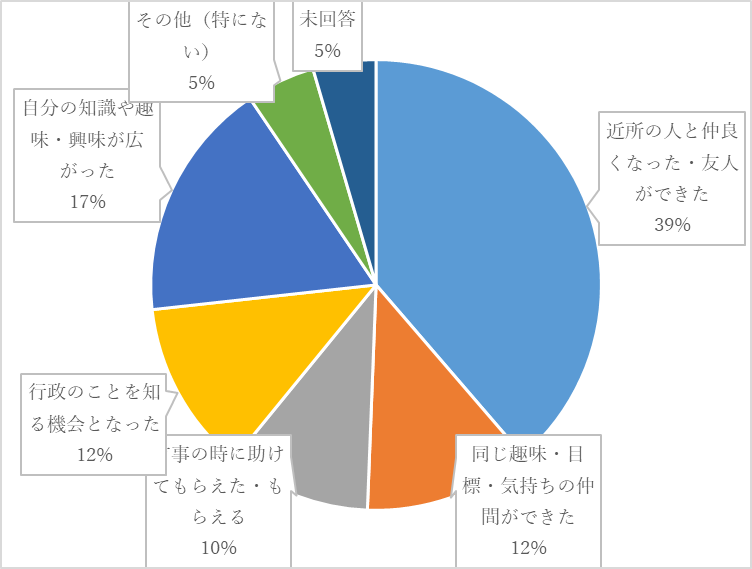 その他（特にな
い）
5%
未回答
5%
自分の知識や趣
味・興味が広
がった
17%
近所の人と仲良
くなった・友人
ができた
39%
行政のことを知
る機会となった
12%
事の時に助け
てもらえた・も
らえる
10%
同じ趣味・目
標・気持ちの仲
間ができた
12%